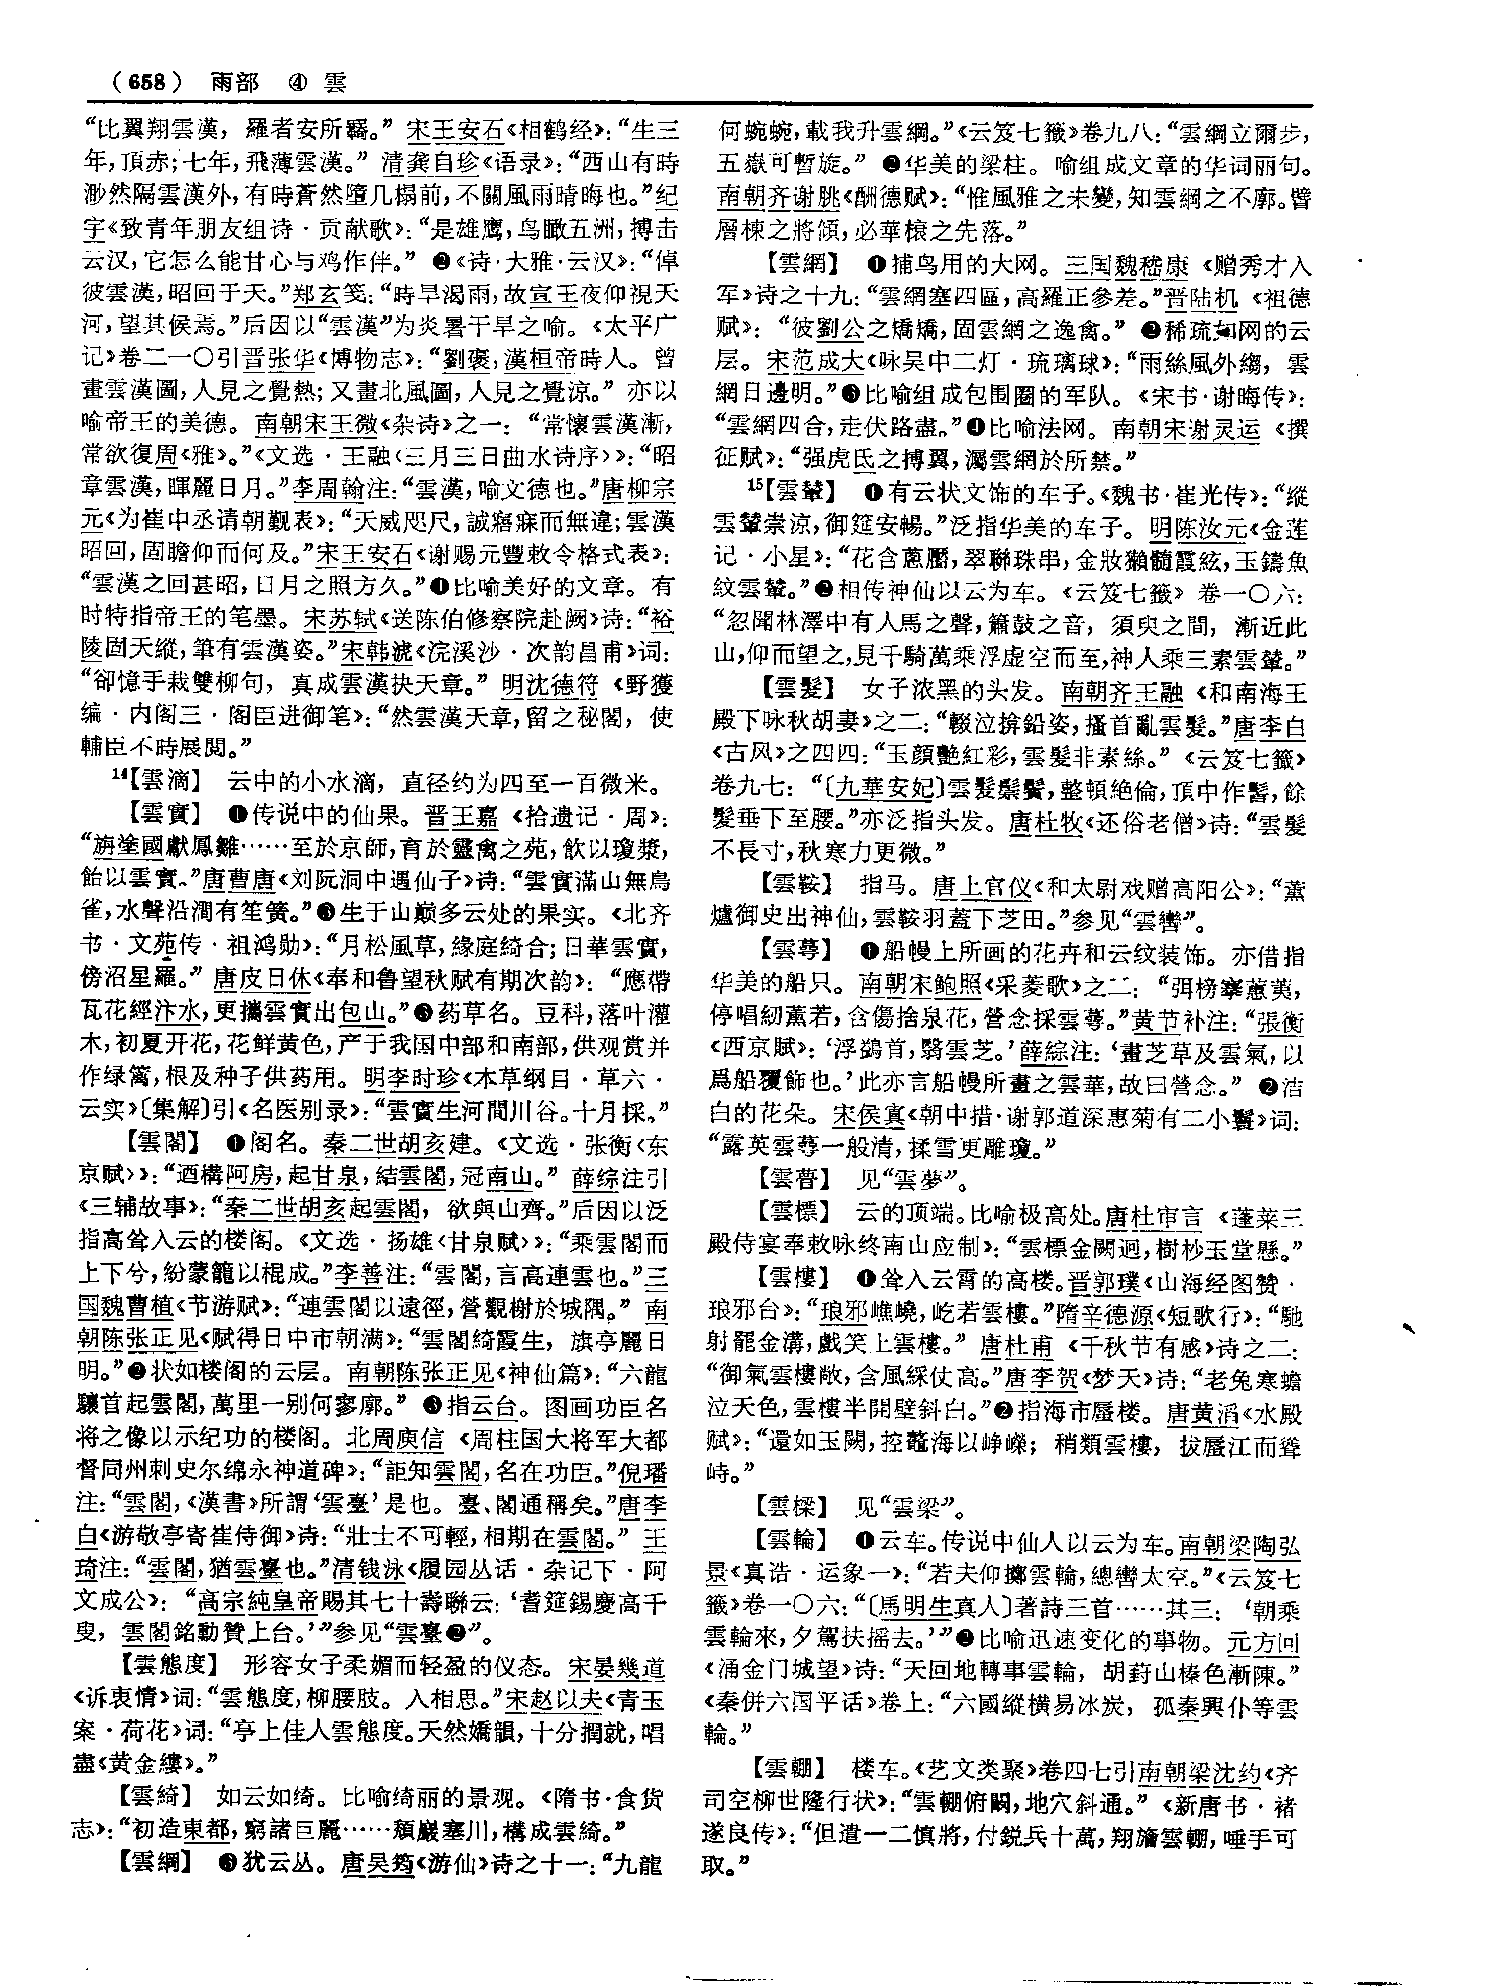 （658） 雨部 ④ 雲
“比翼翔雲漢，羅者安所羈。”宋王安石《相鹤经》：“生三
年，頂赤；七年，飛薄雲漢。”清龚自珍《语录》：“西山有時
渺然隔雲漢外，有時蒼然墮几榻前，不關風雨晴晦也。”纪
宇《致青年朋友组诗·贡献歌》：“是雄鹰，鸟瞰五洲，搏击
云汉，它怎么能甘心与鸡作伴。”❷《诗·大雅·云汉》：“倬
彼雲漢，昭回于天。”郑玄笺：“時旱渴雨，故宣王夜仰視天
河，望其候焉。”后因以“雲漢”为炎暑干旱之喻。《太平广
记》卷二一〇引晋张华《博物志》：“劉褒，漢桓帝時人。曾
畫雲漢圖，人見之覺熱；又畫北風圖，人見之覺涼。”亦以
喻帝王的美德。南朝宋王微《杂诗》之一：“常懷雲漢漸，
常欲復周《雅》。”《文选·王融〈三月三日曲水诗序〉》：“昭
章雲漢，暉麗日月。”李周翰注：“雲漢，喻文德也。”唐柳宗
元《为崔中丞请朝觐表》：“天威咫尺，誠寤寐而無違；雲漢
昭回，固瞻仰而何及。”宋王安石《谢赐元豐敕令格式表》：
“雲漢之回甚昭，日月之照方久。”❶比喻美好的文章。有
时特指帝王的笔墨。宋苏轼《送陈伯修察院赴阙》诗：“裕
陵固天縱，筆有雲漢姿。”宋韩淲《浣溪沙·次韵昌甫》词：
“卻憶手栽雙柳句，真成雲漢抉天章。”明沈德符《野獲
编·内阁三·阁臣进御笔》：“然雲漢天章，留之秘閣，使
輔臣不時展閲。”
14【雲滴】 云中的小水滴，直径约为四至一百微米。
【雲實】 ❶传说中的仙果。晋王嘉《拾遗记·周》：
“旃塗國獻鳳雛……至於京師，育於靈禽之苑，飲以瓊漿，
飴以雲實。”唐曹唐《刘阮洞中遇仙子》诗：“雲實滿山無鳥
雀，水聲沿澗有笙簧。”❸生于山巅多云处的果实。《北齐
书·文苑传·祖鸿勋》：“月松風草，緣庭綺合；日華雲實，
傍沼星羅。”唐皮日休《奉和鲁望秋赋有期次韵》：“應帶
瓦花經汴水，更攜雲實出包山。”❸药草名。豆科，落叶灌
木，初夏开花，花鲜黄色，产于我国中部和南部，供观赏并
作绿篱，根及种子供药用。明李时珍《本草纲目·草六·
云实》〔集解〕引《名医别录》：“雲實生河間川谷。十月採。”
【雲閣】 ❶阁名。秦二世胡亥建。《文选·张衡〈东
京赋〉》：“迺構阿房，起甘泉，結雲閣，冠南山。”薛综注引
《三辅故事》：“秦二世胡亥起雲閣，欲與山齊。”后因以泛
指高耸入云的楼阁。《文选·扬雄〈甘泉赋〉》：“乘雲閣而
上下兮，紛蒙籠以棍成。”李善注：“雲閣，言高連雲也。”三
国魏曹植《节游赋》：“連雲閣以遠徑，營觀榭於城隅。”南
朝陈张正见《赋得日中市朝满》：“雲閣綺霞生，旗亭麗日
明。”❷状如楼阁的云层。南朝陈张正见《神仙篇》：“六龍
驤首起雲閣，萬里一别何寥廓。”❸指云台。图画功臣名
将之像以示纪功的楼阁。北周庾信《周柱国大将军大都
督同州刺史尔绵永神道碑》：“詎知雲閣，名在功臣。”倪璠
注：“雲閣，《漢書》所謂‘雲臺’是也。臺、閣通稱矣。”唐李
白《游敬亭寄崔侍御》诗：“壯士不可輕，相期在雲閣。”王
琦注：“雲閣，猶雲臺也。”清钱泳《履园丛话·杂记下·阿
文成公》：“高宗純皇帝賜其七十壽聯云：‘耆筵錫慶高千
叟，雲閣銘勳贊上台。’”参见“雲臺❷”。
【雲態度】 形容女子柔媚而轻盈的仪态。宋晏幾道
《诉衷情》词：“雲態度，柳腰肢。入相思。”宋赵以夫《青玉
案·荷花》词：“亭上佳人雲態度。天然嬌韻，十分撋就，唱
盡《黄金縷》。”
【雲綺】 如云如绮。比喻绮丽的景观。《隋书·食货
志》：“初造東都，窮諸巨麗……頹巖塞川，構成雲綺。”
【雲綱】 ❸犹云丛。唐吴筠《游仙》诗之十一：“九龍
何蜿蜿，載我升雲綱。”《云笈七籤》卷九八：“雲綱立爾步，
五嶽可暫旋。”❷华美的梁柱。喻组成文章的华词丽句。
南朝齐谢朓《酬德赋》：“惟風雅之未變，知雲綱之不廓。譬
層棟之將傾，必華榱之先落。”
【雲網】 ❶捕鸟用的大网。三国魏嵇康《赠秀才入
军》诗之十九：“雲網塞四區，高羅正參差。”晋陆机《祖德
赋》：“彼劉公之矯矯，固雲網之逸禽。”❷稀疏如网的云
层。宋范成大《咏吴中二灯·琉璃球》：“雨絲風外縐，雲
網日邊明。”❸比喻组成包围圈的军队。《宋书·谢晦传》：
“雲網四合，走伏路盡。”❹比喻法网。南朝宋谢灵运《撰
征赋》：“强虎氐之搏翼，灟雲網於所禁。”
15【雲輦】 ❶有云状文饰的车子。《魏书·崔光传》：“縱
雲輦崇涼，御筵安暢。”泛指华美的车子。明陈汝元《金莲
记·小星》：“花含蕙壓，翠聯珠串，金妝獺髓霞絃，玉鑄魚
紋雲輦。”❷相传神仙以云为车。《云笈七籤》卷一〇六：
“忽聞林澤中有人馬之聲，簫鼓之音，須臾之間，漸近此
山，仰而望之，見千騎萬乘浮虚空而至，神人乘三素雲輦。”
【雲髮】 女子浓黑的头发。南朝齐王融《和南海王
殿下咏秋胡妻》之二：“輟泣掩鉛姿，搔首亂雲髮。”唐李白
《古风》之四四：“玉顔艷紅彩，雲髮非素絲。”《云笈七籤》
卷九七：“〔九華安妃〕雲髮鬒鬢，整頓絶倫，頂中作髻，餘
髮垂下至腰。”亦泛指头发。唐杜牧《还俗老僧》诗：“雲髮
不長寸，秋寒力更微。”
【雲鞍】 指马。唐上官仪《和太尉戏赠高阳公》：“薰
爐御史出神仙，雲鞍羽蓋下芝田。”参见“雲轡”。
【雲蕚】 ❶船幔上所画的花卉和云纹装饰。亦借指
华美的船只。南朝宋鲍照《采菱歌》之二：“弭榜搴蕙荑，
停唱紉薰若，含傷捨泉花，營念採雲蕚。”黄节补注：“張衡
《西京賦》：‘浮鷁首，翳雲芝。’薛綜注：‘畫芝草及雲氣，以
爲船覆飾也。’此亦言船幔所畫之雲華，故曰營念。”❷洁
白的花朵。宋侯寘《朝中措·谢郭道深惠菊有二小鬟》词：
“露英雲蕚一般清，揉雪更雕瓊。”
【雲瞢】 见“雲夢”。
【雲標】 云的顶端。比喻极高处。唐杜审言《蓬莱三
殿侍宴奉敕咏终南山应制》：“雲標金闕迥，樹杪玉堂懸。”
【雲樓】 ❶耸入云霄的高楼。晋郭璞《山海经图赞·
琅邪台》：“琅邪嶕嶢，屹若雲樓。”隋辛德源《短歌行》：“馳
射罷金溝，戲笑上雲樓。”唐杜甫《千秋节有感》诗之二：
“御氣雲樓敞，含風綵仗高。”唐李贺《梦天》诗：“老兔寒蟾
泣天色，雲樓半開壁斜白。”❷指海市蜃楼。唐黄滔《水殿
赋》：“還如玉闕，控鼇海以崢嶸；稍類雲樓，拔蜃江而聳
峙。”
【雲樑】 见“雲梁”。
【雲輪】 ❶云车。传说中仙人以云为车。南朝梁陶弘
景《真诰·运象一》：“若夫仰擲雲輪，總轡太空。”《云笈七
籤》卷一〇六：“〔馬明生真人〕著詩三首……其三：‘朝乘
雲輪來，夕駕扶摇去。’”❷比喻迅速变化的事物。元方回
《涌金门城望》诗：“天回地轉事雲輪，胡葑山榛色漸陳。”
《秦併六国平话》卷上：“六國縱横易冰炭，孤秦興仆等雲
輪。”
【雲輣】 楼车。《艺文类聚》卷四七引南朝梁沈约《齐
司空柳世隆行状》：“雲輣俯闞，地穴斜通。”《新唐书·褚
遂良传》：“但遣一二慎將，付鋭兵十萬，翔旝雲輣，唾手可
取。”